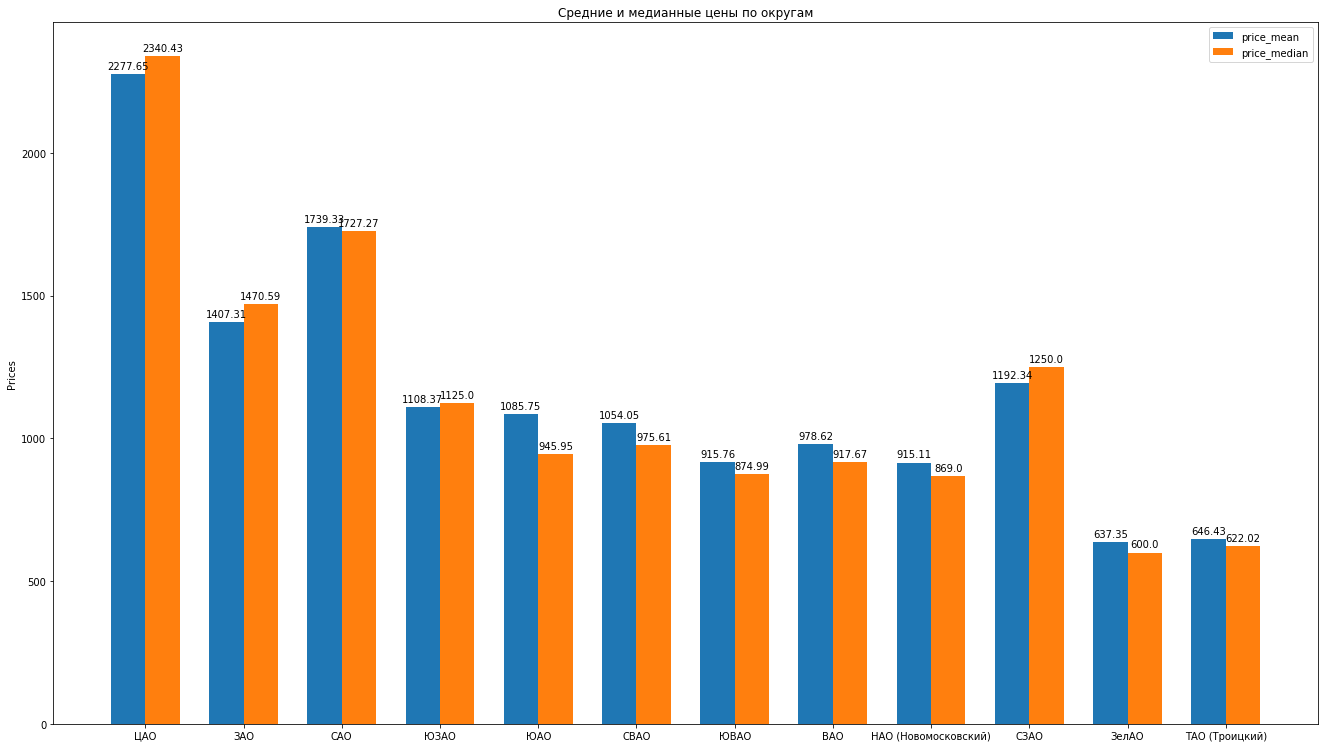 Средние и медианные цены по округам
price_mean
price_median
Prices
2000
1500
1000
500
0
2277.65
2340.43
1407.31
1470.59
1739.33
1727.27
1108.37
1125.0
1085.75
945.95
1054.05
975.61
915.76
874.99
978.62
917.67
915.11
869.0
1192.34
1250.0
637.35
600.0
646.43
622.02
ЦАО
ЗАО
САО
ЮЗАО
ЮАО
СВАО
ЮВАО
ВАО
НАО (Новомосковский)
СЗАО
ЗелАО
ТАО (Троицкий)